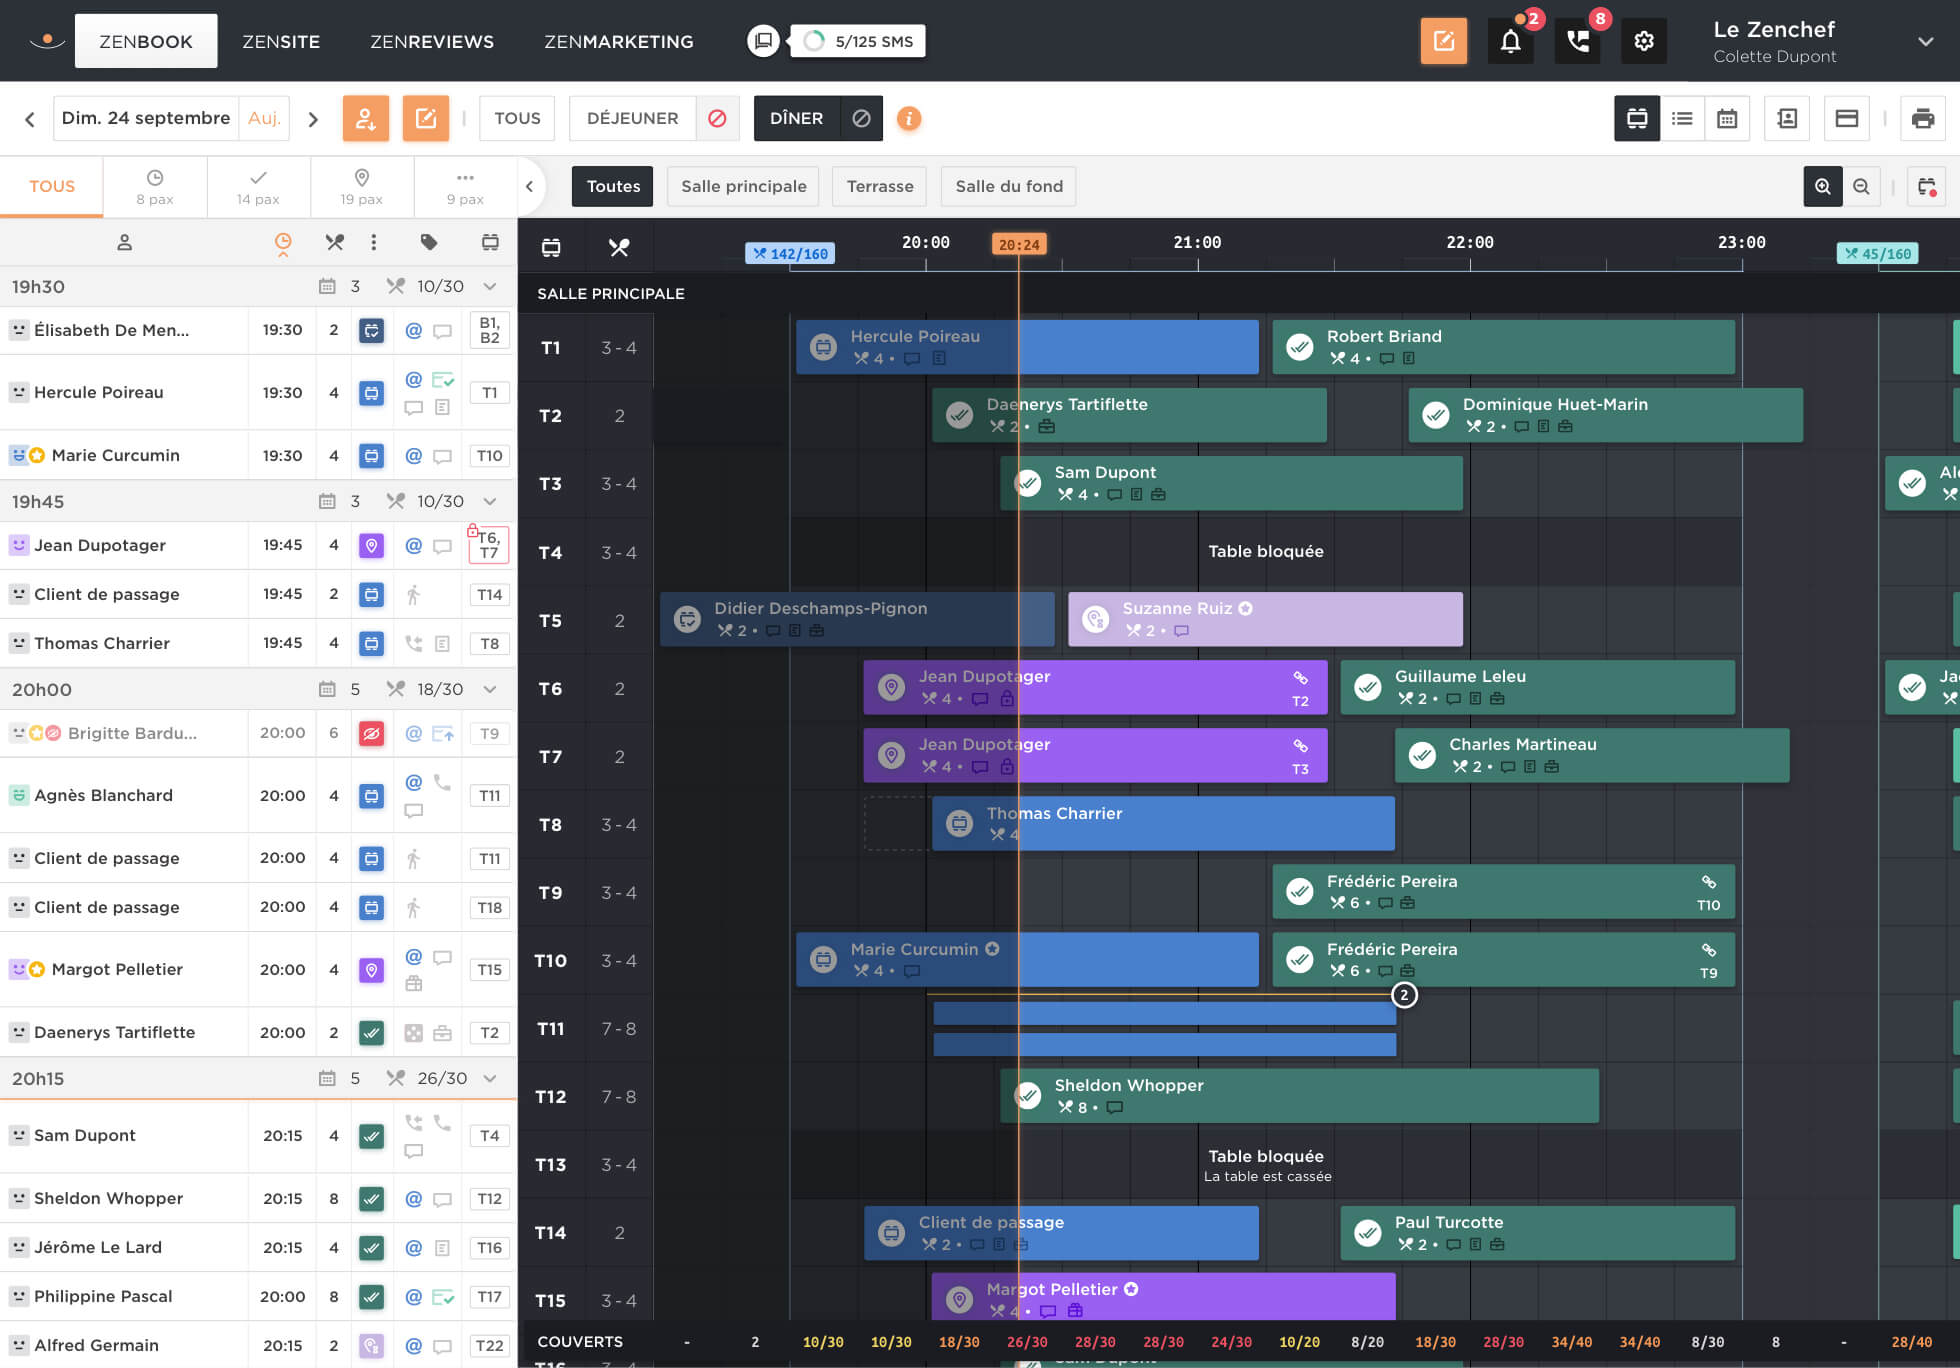 ZENBOOK ZENSITE ZENREVIEWS ZENMARKETING 5/125 SMS 2 8 Le Zenchef
Colette Dupont
Dim. 24 septembre Auj. TOUS DÉJEUNER DÎNER i
TOUS 8 pax 14 pax 19 pax 9 pax
Toutes Salle principale Terrasse Salle du fond
142/160 20:00 20:24 21:00 22:00 23:00 45/160
19h30 3 10/30
Élisabeth De Men... 19:30 2 @ B1, B2
Hercule Poireau 19:30 4 @ T1
Marie Curcumin 19:30 4 @ T10
19h45 3 10/30
Jean Dupotager 19:45 4 @ T6, T7
Client de passage 19:45 2 T14
Thomas Charrier 19:45 4 T8
20h00 5 18/30
Brigitte Bardu... 20:00 6 @ T9
Agnès Blanchard 20:00 4 @ T11
Client de passage 20:00 4 T11
Client de passage 20:00 4 T18
Margot Pelletier 20:00 4 @ T15
Daenerys Tartiflette 20:00 2 T2
20h15 5 26/30
Sam Dupont 20:15 4 T4
Sheldon Whopper 20:15 8 @ T12
Jérôme Le Lard 20:15 4 @ T16
Philippine Pascal 20:00 8 @ T17
Alfred Germain 20:15 2 @ T22
SALLE PRINCIPALE
T1 3-4
Hercule Poireau
4 •
Robert Briand
4 •
T2 2
Daenerys Tartiflette
2 •
Dominique Huet-Marin
2 •
T3 3-4
Sam Dupont
4 •
Al
T4 3-4
Table bloquée
T5 2
Didier Deschamps-Pignon
2 •
Suzanne Ruiz
2 •
T6 2
Jean Dupotager
4 •
T2
Guillaume Leleu
2 •
Ja
T7 2
Jean Dupotager
4 •
T3
Charles Martineau
2 •
T8 3-4
Thomas Charrier
4
T9 3-4
Frédéric Pereira
6 •
T10
T10 3-4
Marie Curcumin
4 •
Frédéric Pereira
6 •
T9
2
T11 7-8
T12 7-8
Sheldon Whopper
8 •
T13 3-4
Table bloquée
La table est cassée
T14 2
Client de passage
2 •
Paul Turcotte
2 •
T15 3-4
Margot Pelletier
4 •
COUVERTS - 2 10/30 10/30 18/30 26/30 28/30 28/30 24/30 10/20 8/20 18/30 28/30 34/40 34/40 8/30 8 - 28/40